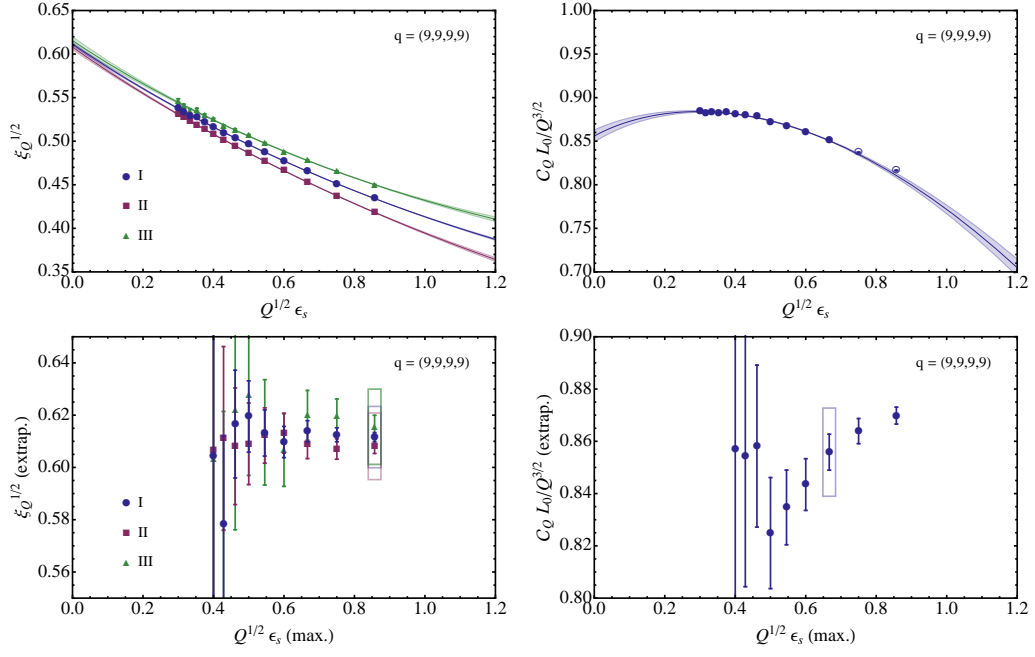 0.65
0.60
0.55
0.50
0.45
0.40
0.35
ξ_Q^{1/2}
q = (9,9,9,9)
I
II
III
0.0 0.2 0.4 0.6 0.8 1.0 1.2
Q^{1/2} ϵ_s
1.00
0.95
0.90
0.85
0.80
0.75
0.70
C_Q L_0/Q^{3/2}
q = (9,9,9,9)
0.0 0.2 0.4 0.6 0.8 1.0 1.2
Q^{1/2} ϵ_s
0.64
0.62
0.60
0.58
0.56
ξ_Q^{1/2} (extrap.)
q = (9,9,9,9)
I
II
III
0.0 0.2 0.4 0.6 0.8 1.0 1.2
Q^{1/2} ϵ_s (max.)
0.90
0.88
0.86
0.84
0.82
0.80
C_Q L_0/Q^{3/2} (extrap.)
q = (9,9,9,9)
0.0 0.2 0.4 0.6 0.8 1.0 1.2
Q^{1/2} ϵ_s (max.)